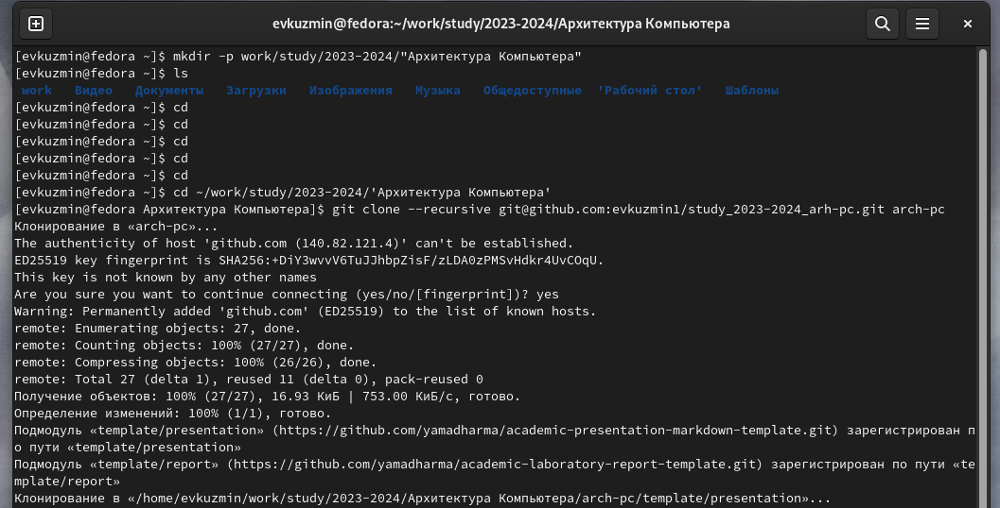 evkuzmin@fedora:~/work/study/2023-2024/Архитектура Компьютера
[evkuzmin@fedora ~]$ mkdir -p work/study/2023-2024/"Архитектура Компьютера"
[evkuzmin@fedora ~]$ ls
work Видео Документы Загрузки Изображения Музыка Общедоступные 'Рабочий стол' Шаблоны
[evkuzmin@fedora ~]$ cd
[evkuzmin@fedora ~]$ cd
[evkuzmin@fedora ~]$ cd
[evkuzmin@fedora ~]$ cd
[evkuzmin@fedora ~]$ cd
[evkuzmin@fedora ~]$ cd ~/work/study/2023-2024/'Архитектура Компьютера'
[evkuzmin@fedora Архитектура Компьютера]$ git clone --recursive git@github.com:evkuzmin1/study_2023-2024_arh-pc.git arch-pc
Клонирование в «arch-pc»...
The authenticity of host 'github.com (140.82.121.4)' can't be established.
ED25519 key fingerprint is SHA256:+DiY3wvvV6TuJJhbpZisF/zLDA0zPMSvHdkr4UvCOqU.
This key is not known by any other names
Are you sure you want to continue connecting (yes/no/[fingerprint])? yes
Warning: Permanently added 'github.com' (ED25519) to the list of known hosts.
remote: Enumerating objects: 27, done.
remote: Counting objects: 100% (27/27), done.
remote: Compressing objects: 100% (26/26), done.
remote: Total 27 (delta 1), reused 11 (delta 0), pack-reused 0
Получение объектов: 100% (27/27), 16.93 КиБ | 753.00 КиБ/с, готово.
Определение изменений: 100% (1/1), готово.
Подмодуль «template/presentation» (https://github.com/yamadharma/academic-presentation-markdown-template.git) зарегистрирован п
о пути «template/presentation»
Подмодуль «template/report» (https://github.com/yamadharma/academic-laboratory-report-template.git) зарегистрирован по пути «te
mplate/report»
Клонирование в «/home/evkuzmin/work/study/2023-2024/Архитектура Компьютера/arch-pc/template/presentation»...